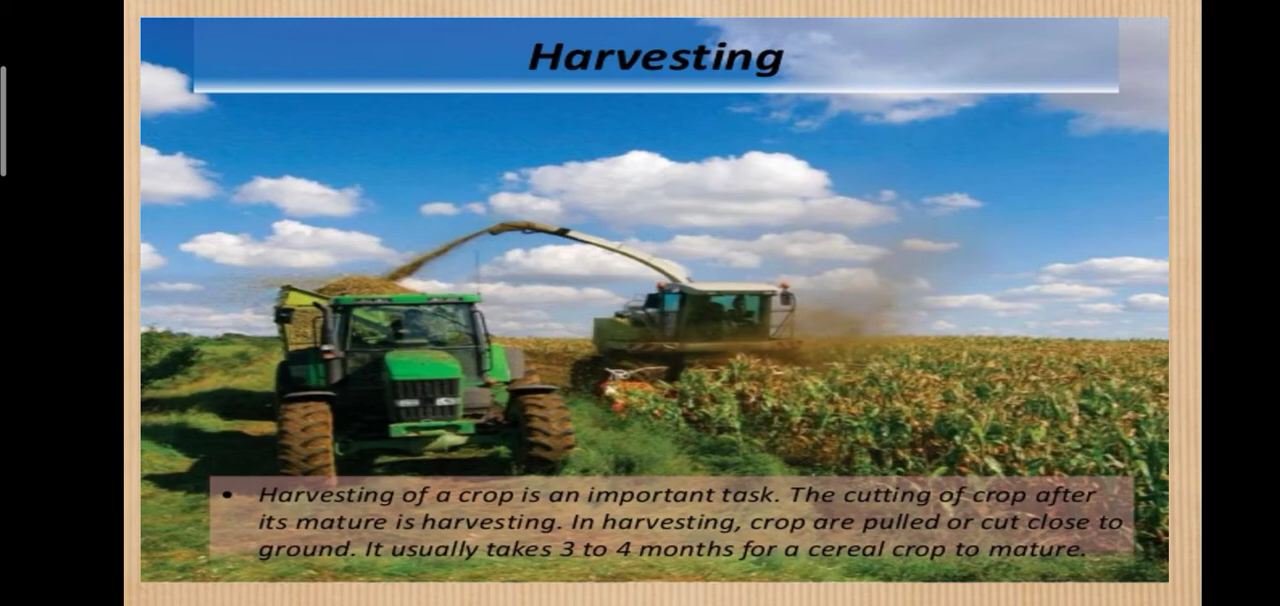 Harvesting
• Harvesting of a crop is an important task. The cutting of crop after
its mature is harvesting. In harvesting, crop are pulled or cut close to
ground. It usually takes 3 to 4 months for a cereal crop to mature.